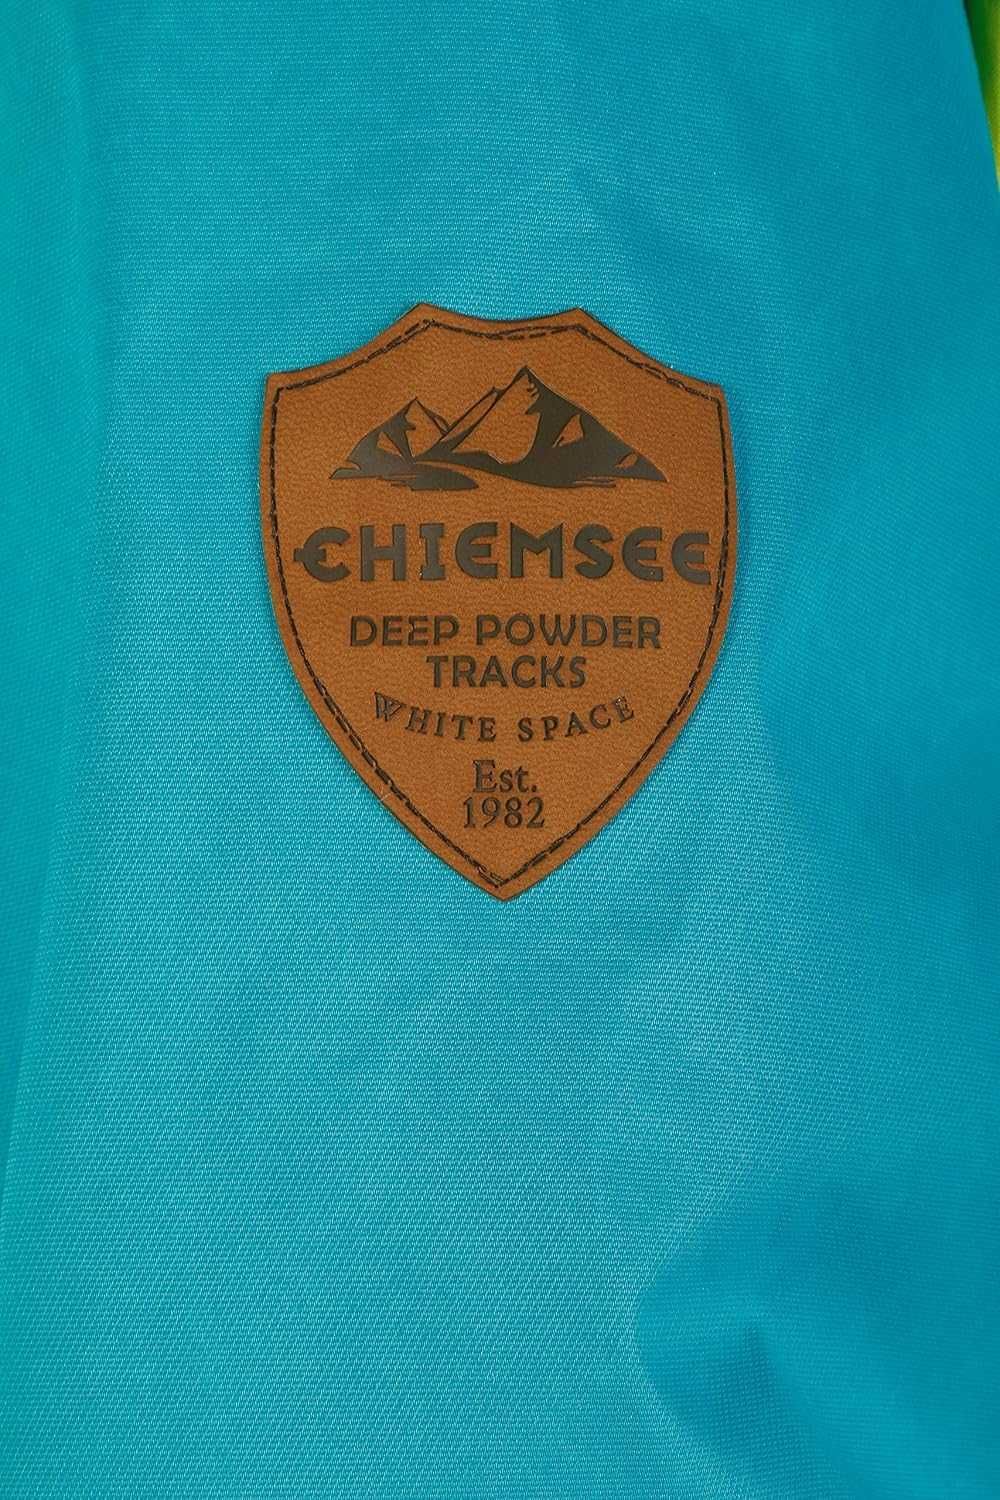 CHIEMSEE
DEEP POWDER
TRACKS
WHITE SPACE
Est.
1982